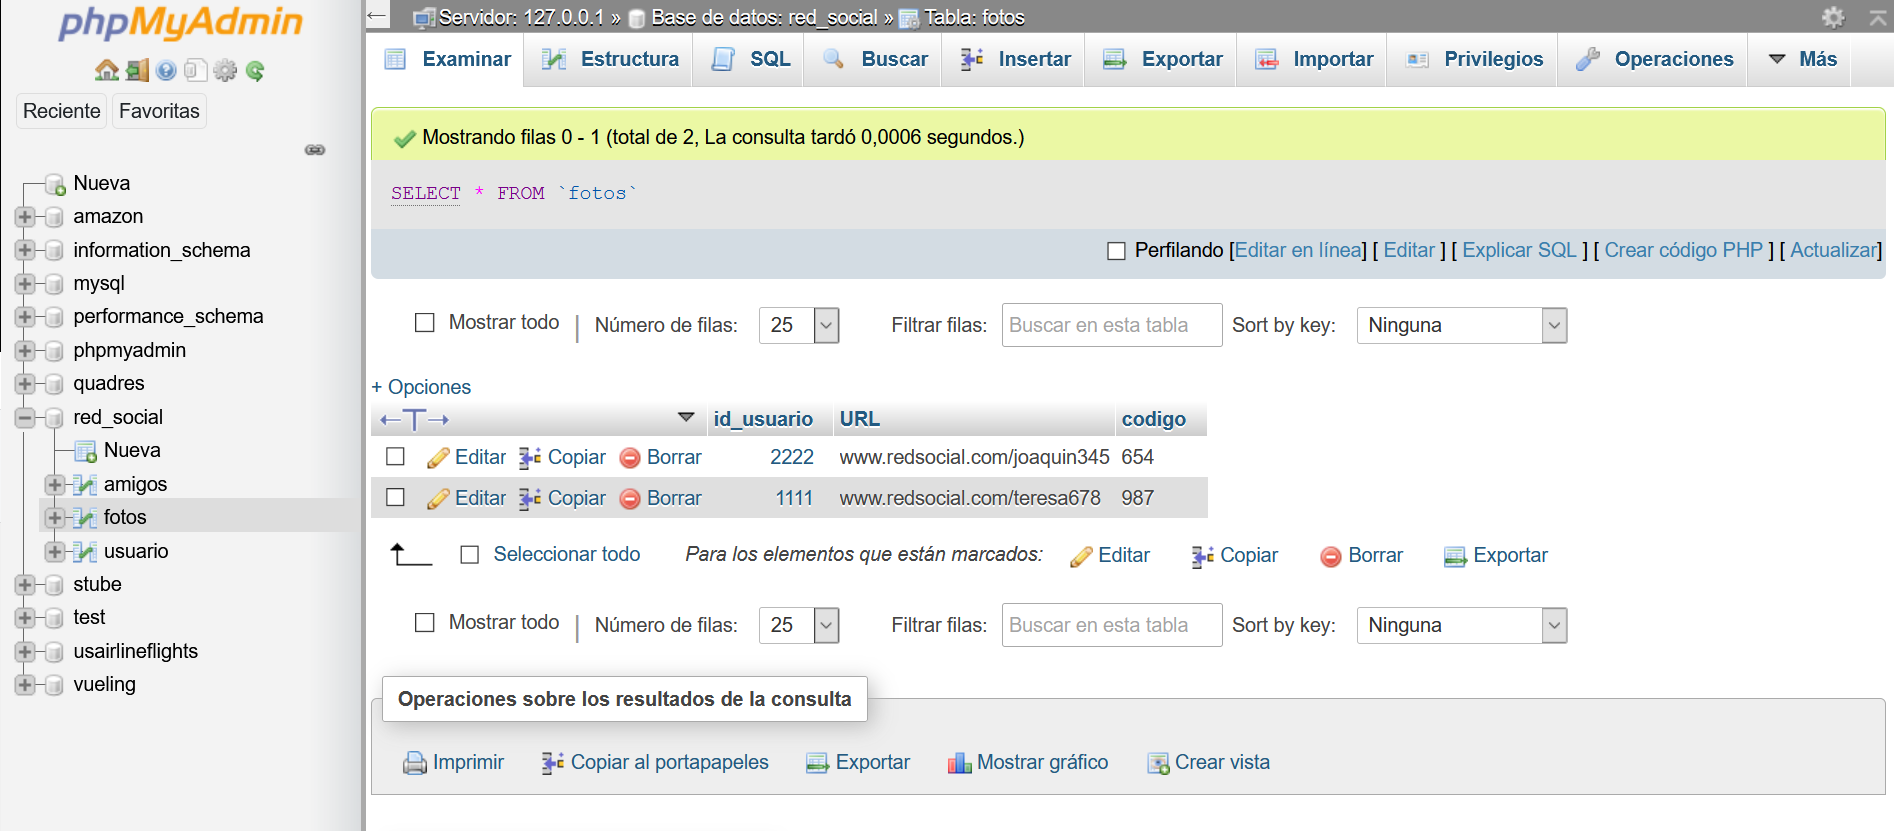 phpMyAdmin
Reciente Favoritas
Nueva
amazon
information_schema
mysql
performance_schema
phpmyadmin
quadres
red_social
Nueva
amigos
fotos
usuario
stube
test
usairlineflights
vueling
Servidor: 127.0.0.1 » Base de datos: red_social » Tabla: fotos
Examinar Estructura SQL Buscar Insertar Exportar Importar Privilegios Operaciones Más
Mostrando filas 0 - 1 (total de 2, La consulta tardó 0,0006 segundos.)
SELECT * FROM `fotos`
Perfilando [Editar en línea] [ Editar ] [ Explicar SQL ] [ Crear código PHP ] [ Actualizar]
Mostrar todo | Número de filas: 25 Filtrar filas: Buscar en esta tabla Sort by key: Ninguna
+ Opciones
←T→ id_usuario URL codigo
Editar Copiar Borrar 2222 www.redsocial.com/joaquin345 654
Editar Copiar Borrar 1111 www.redsocial.com/teresa678 987
Seleccionar todo Para los elementos que están marcados: Editar Copiar Borrar Exportar
Mostrar todo | Número de filas: 25 Filtrar filas: Buscar en esta tabla Sort by key: Ninguna
Operaciones sobre los resultados de la consulta
Imprimir Copiar al portapapeles Exportar Mostrar gráfico Crear vista